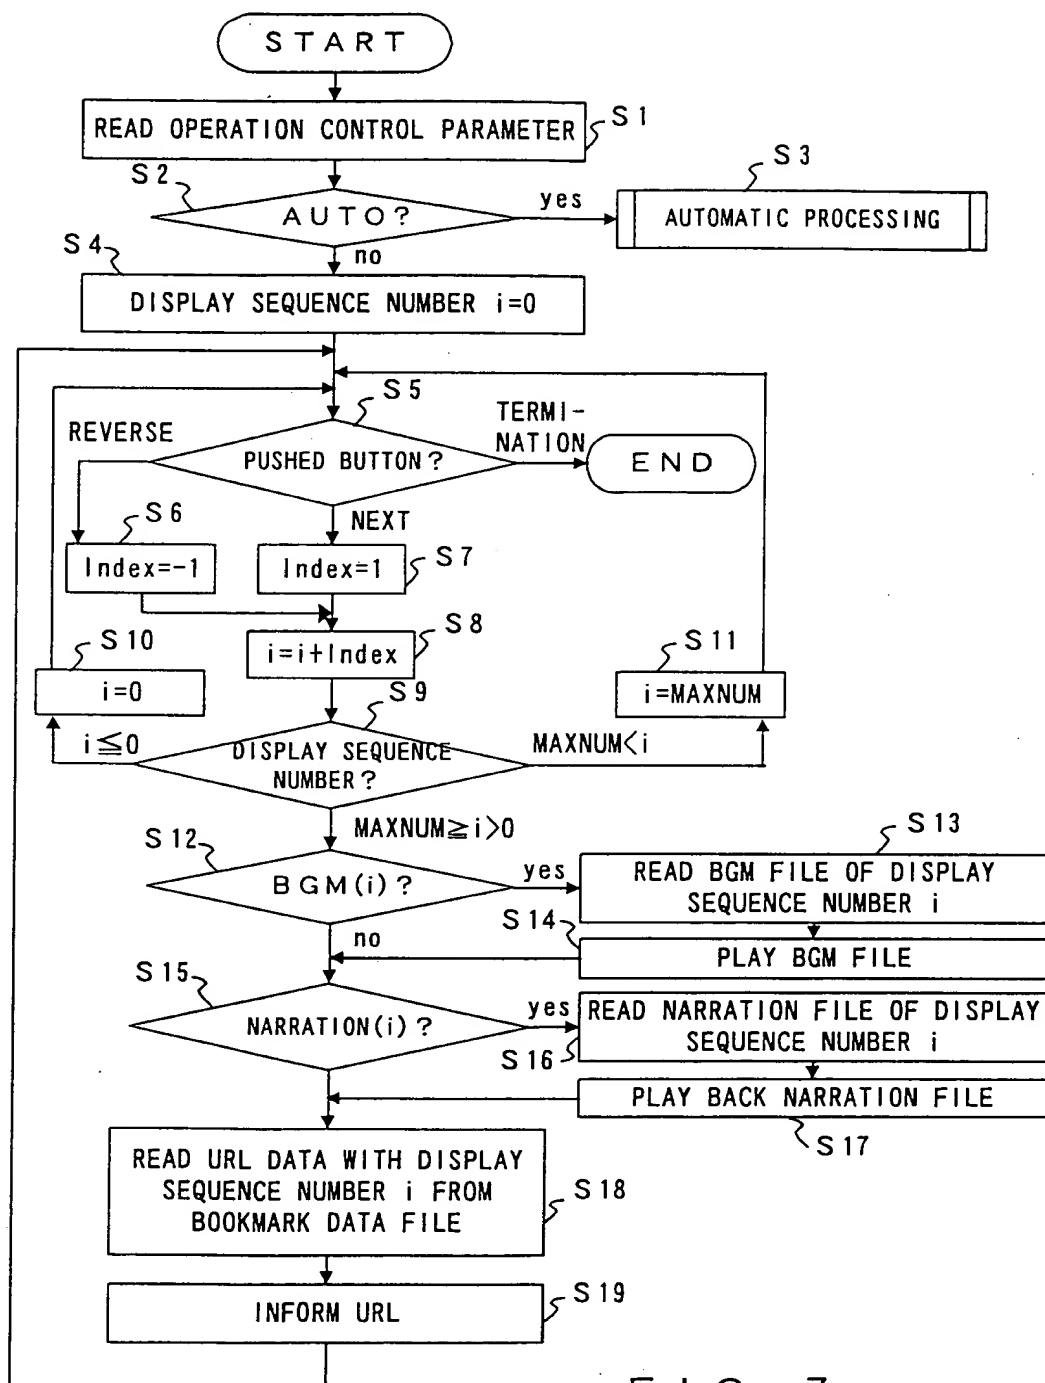 START
READ OPERATION CONTROL PARAMETER
S1
S2
AUTO?
yes
S3
AUTOMATIC PROCESSING
no
S4
DISPLAY SEQUENCE NUMBER i=0
S5
REVERSE
PUSHED BUTTON?
TERMI-
NATION
END
NEXT
S6
Index=-1
Index=1
S7
i=i+Index
S8
S10
i=0
S11
i=MAXNUM
S9
i≦0
DISPLAY SEQUENCE
NUMBER?
MAXNUM<i
MAXNUM≧i>0
S12
BGM(i)?
yes
S13
READ BGM FILE OF DISPLAY
SEQUENCE NUMBER i
no
S14
PLAY BGM FILE
S15
NARRATION(i)?
yes
READ NARRATION FILE OF DISPLAY
SEQUENCE NUMBER i
S16
PLAY BACK NARRATION FILE
S17
READ URL DATA WITH DISPLAY
SEQUENCE NUMBER i FROM
BOOKMARK DATA FILE
S18
INFORM URL
S19